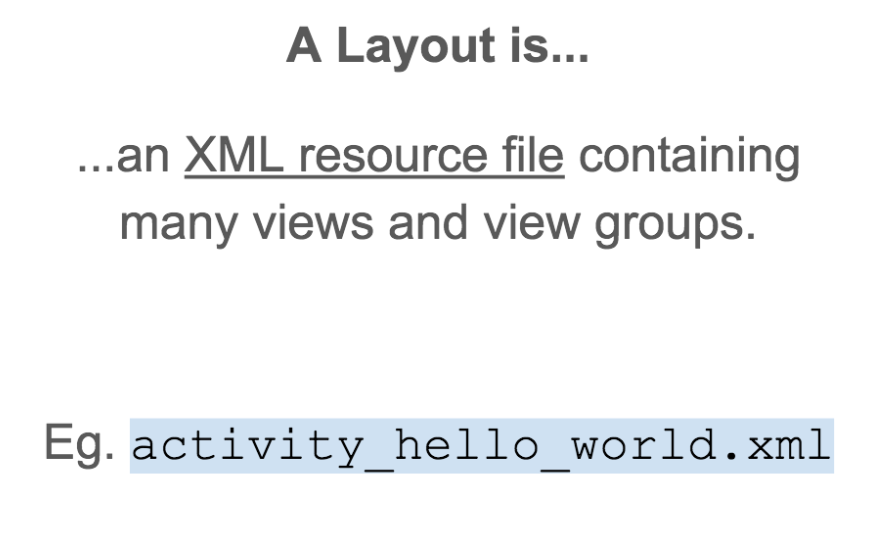 A Layout is...
...an XML resource file containing
many views and view groups.
Eg. activity_hello_world.xml